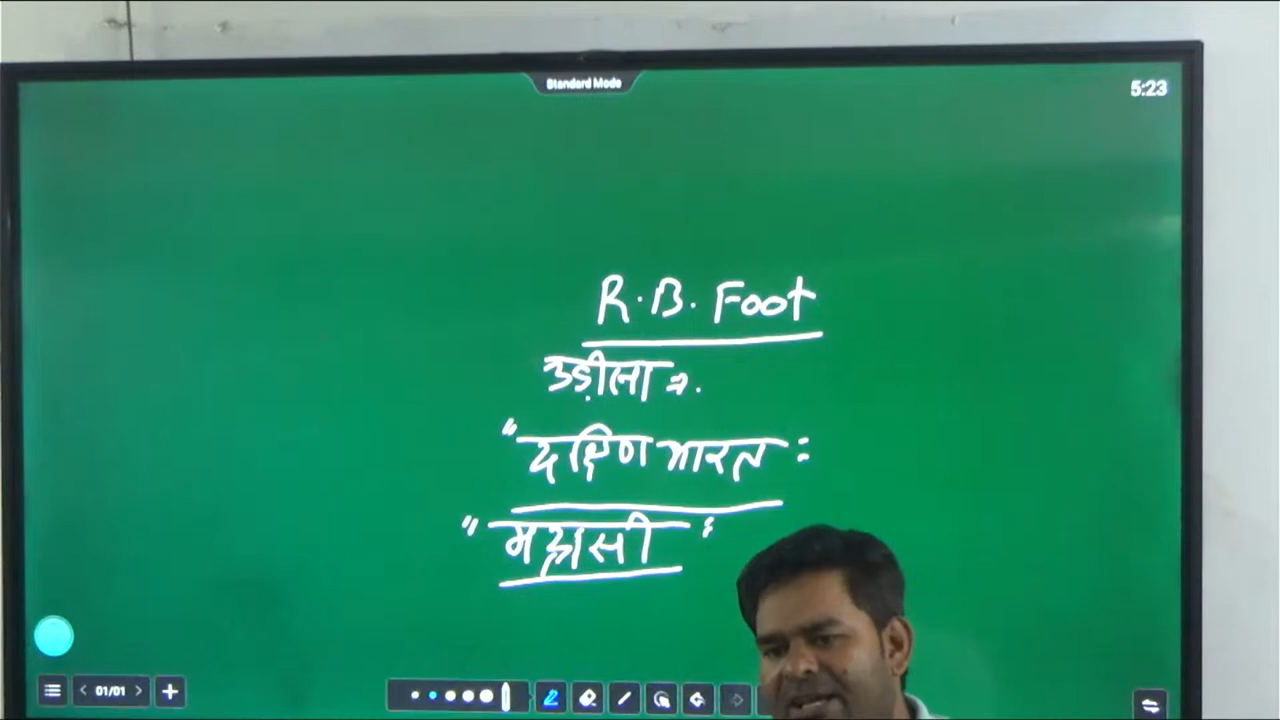 Standard Mode
5:23
R.B. Foot
उड़ीसा
"दक्षिण भारत"
"मद्रासी"
01/01